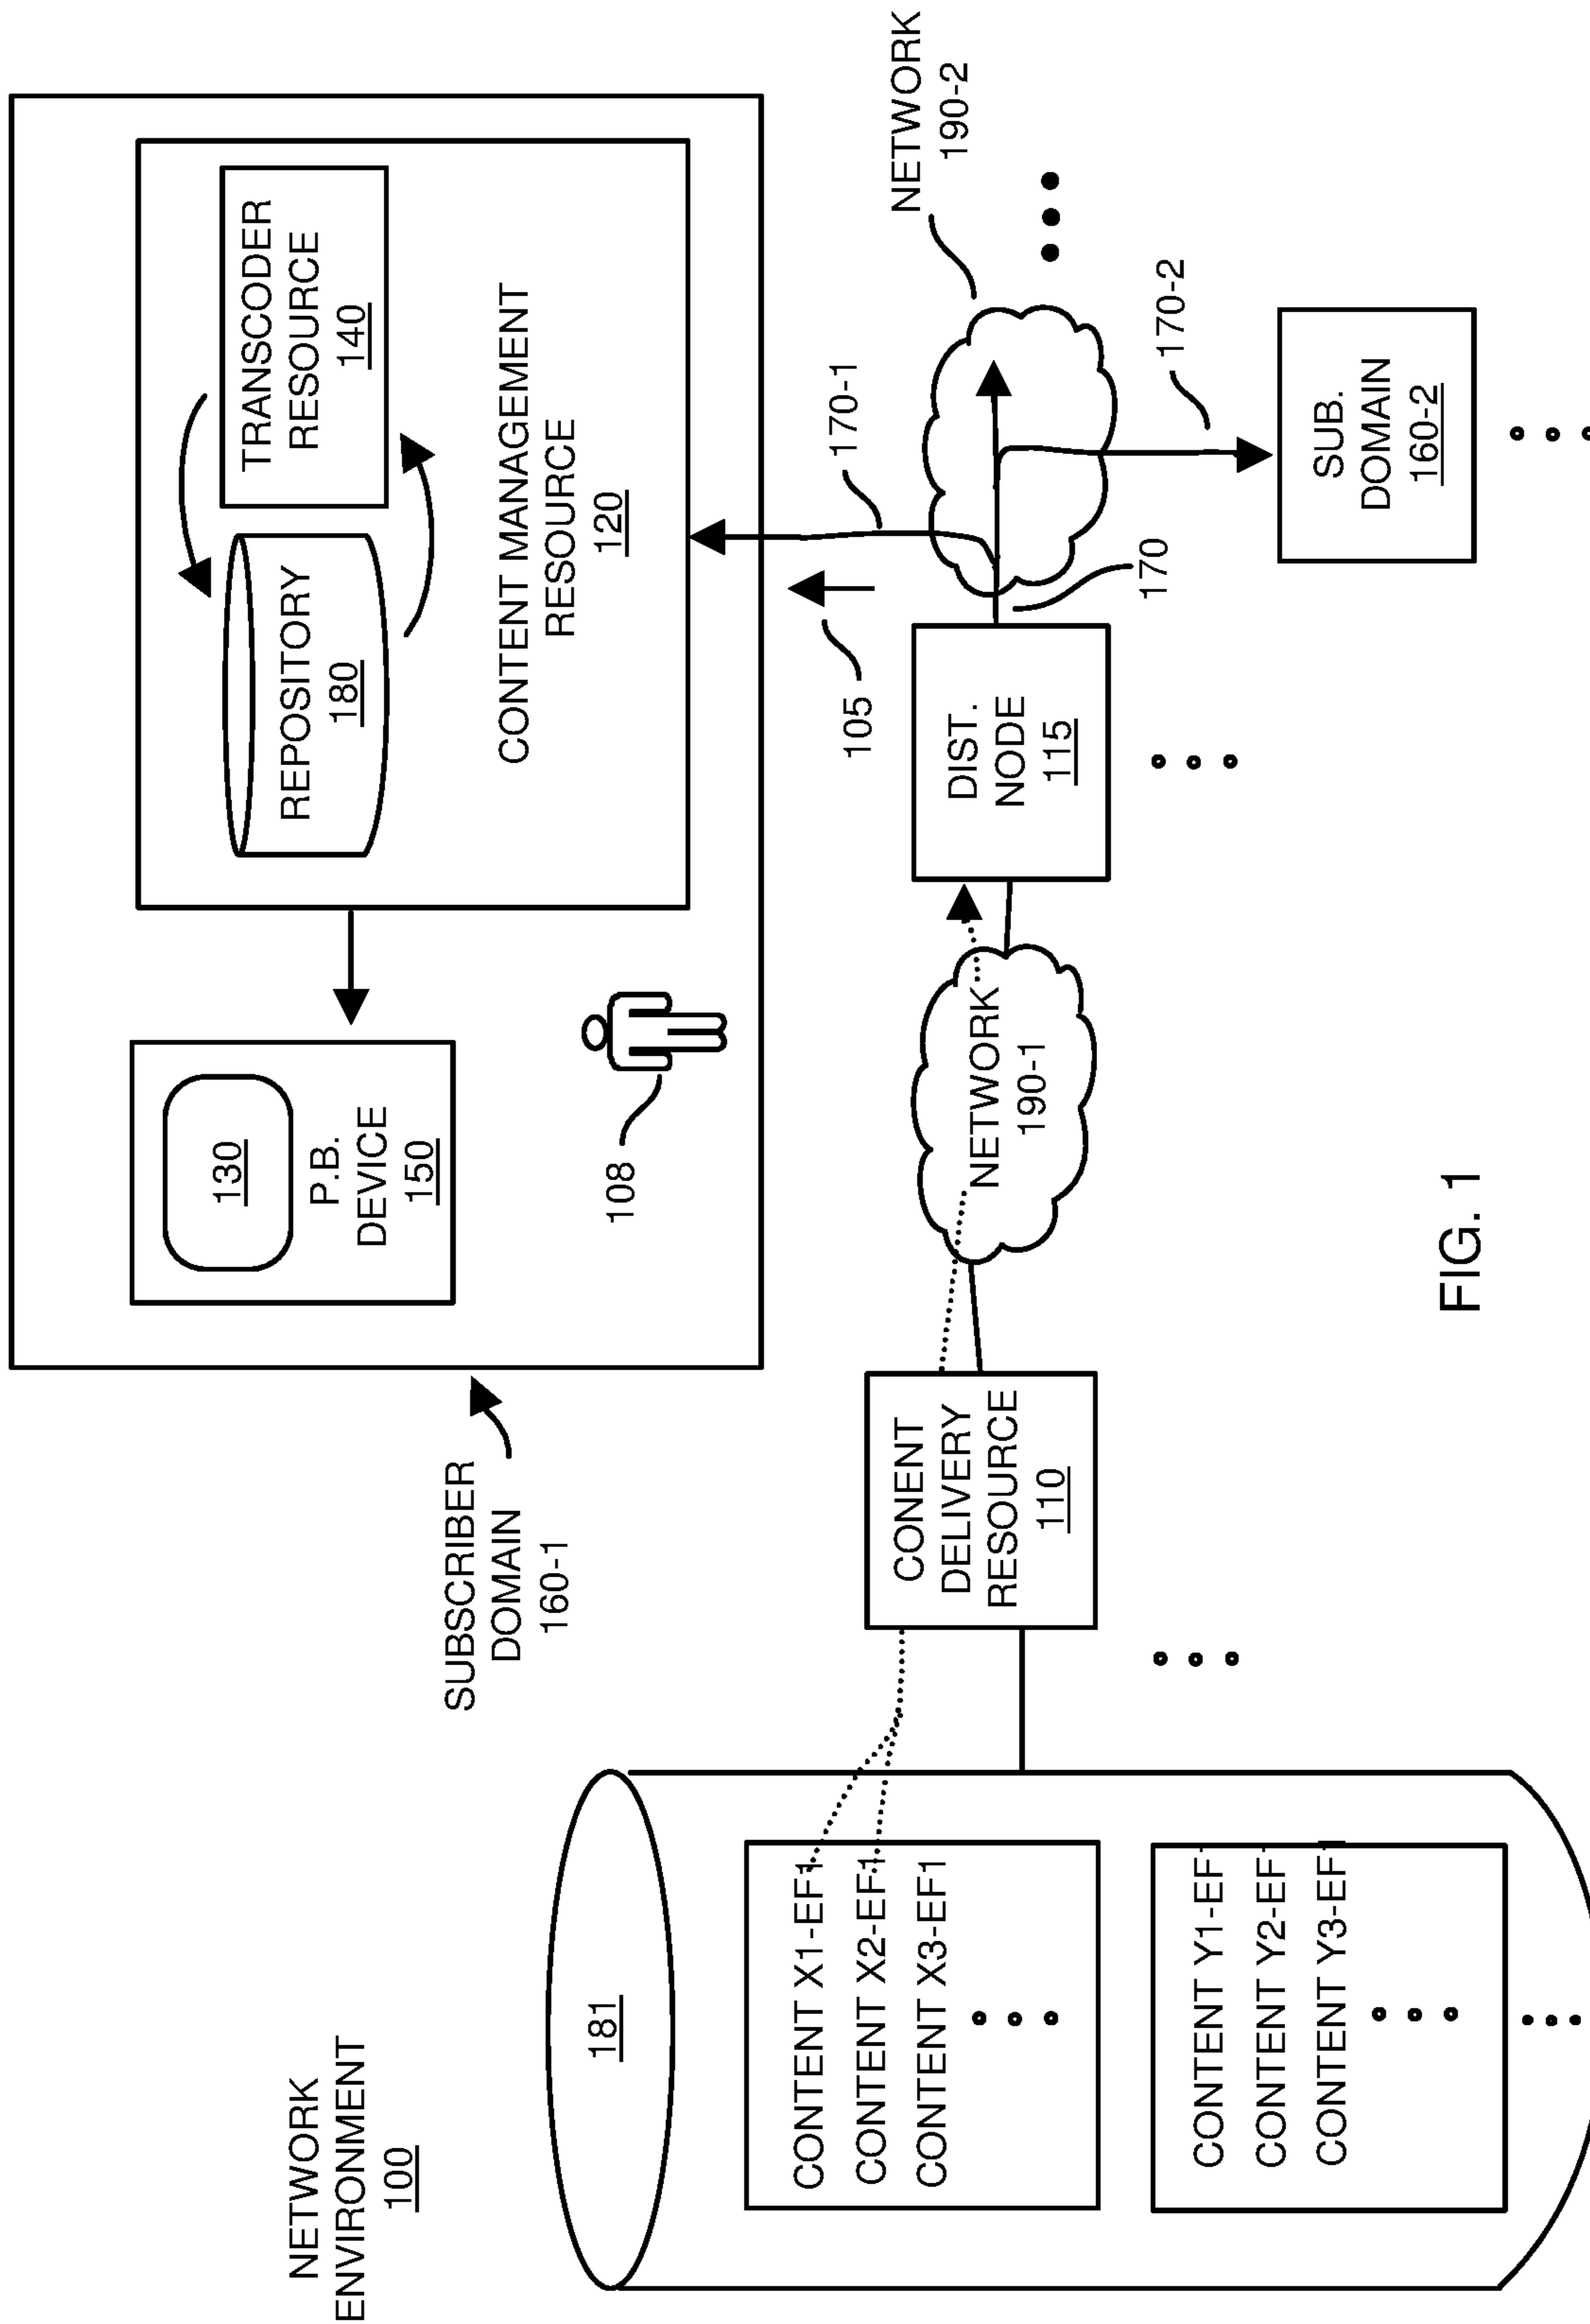 NETWORK
ENVIRONMENT
100
SUBSCRIBER
DOMAIN
160-1
130
P.B.
DEVICE
150
108
REPOSITORY
180
TRANSCODER
RESOURCE
140
CONTENT MANAGEMENT
RESOURCE
120
181
CONTENT X1-EF1
CONTENT X2-EF1
CONTENT X3-EF1
CONTENT Y1-EF
CONTENT Y2-EF
CONTENT Y3-EF
CONENT
DELIVERY
RESOURCE
110
NETWORK
190-1
DIST.
NODE
115
105
170-1
170
NETWORK
190-2
170-2
SUB.
DOMAIN
160-2
FIG. 1